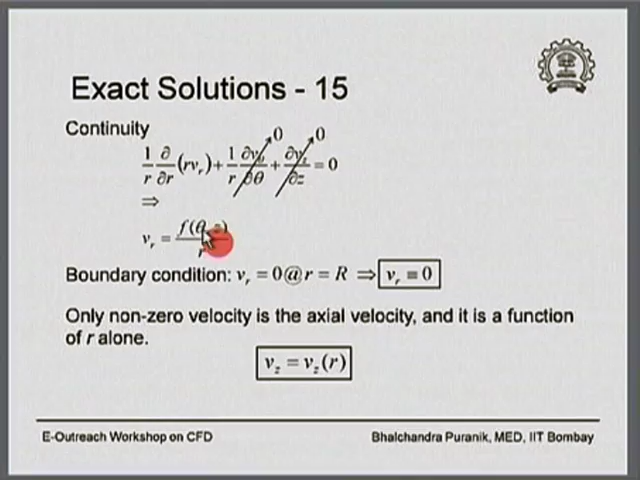 Exact Solutions - 15
Continuity
1/r ∂/∂r (rv_r) + 1/r ∂v_θ/∂θ → 0 + ∂v_z/∂z → 0 = 0
⇒
v_r = f(θ, z)/r
Boundary condition: v_r = 0 @ r = R ⇒ v_r ≡ 0
Only non-zero velocity is the axial velocity, and it is a function
of r alone.
v_z = v_z(r)
E-Outreach Workshop on CFD
Bhalchandra Puranik, MED, IIT Bombay